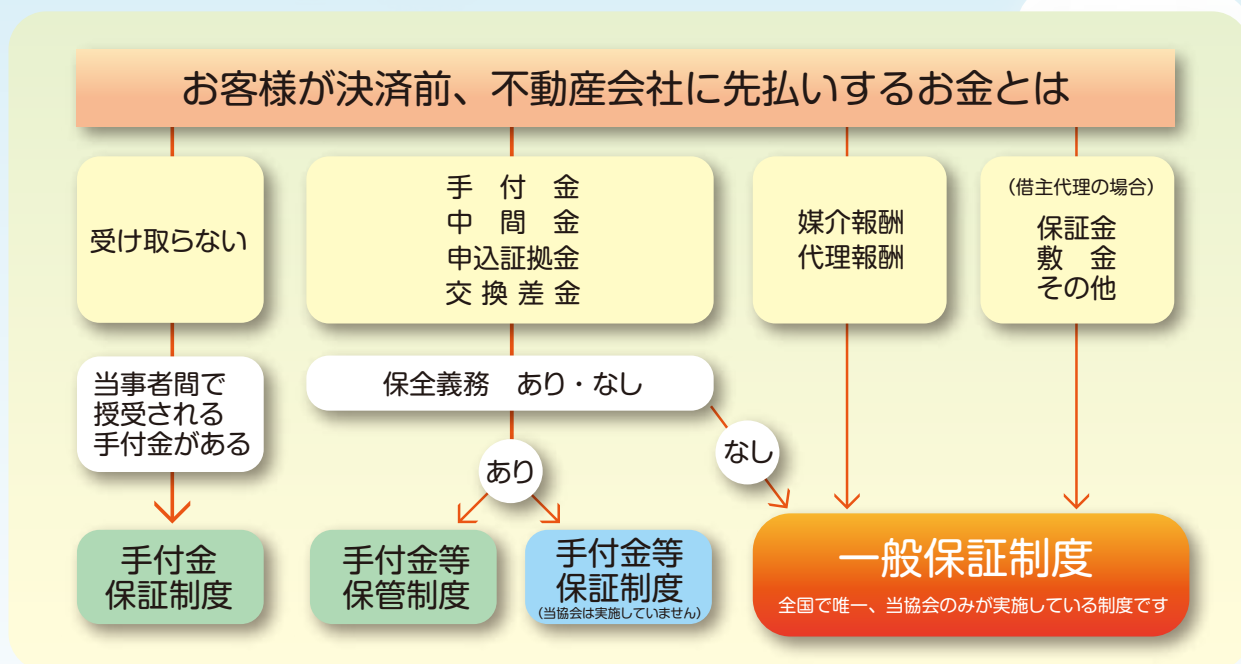 お客様が決済前、不動産会社に先払いするお金とは
受け取らない
手付金
中間金
申込証拠金
交換差金
媒介報酬
代理報酬
(借主代理の場合)
保証金
敷金
その他
当事者間で
授受される
手付金がある
保全義務 あり・なし
あり
なし
手付金
保証制度
手付金等
保管制度
手付金等
保証制度
(当協会は実施していません)
一般保証制度
全国で唯一、当協会のみが実施している制度です